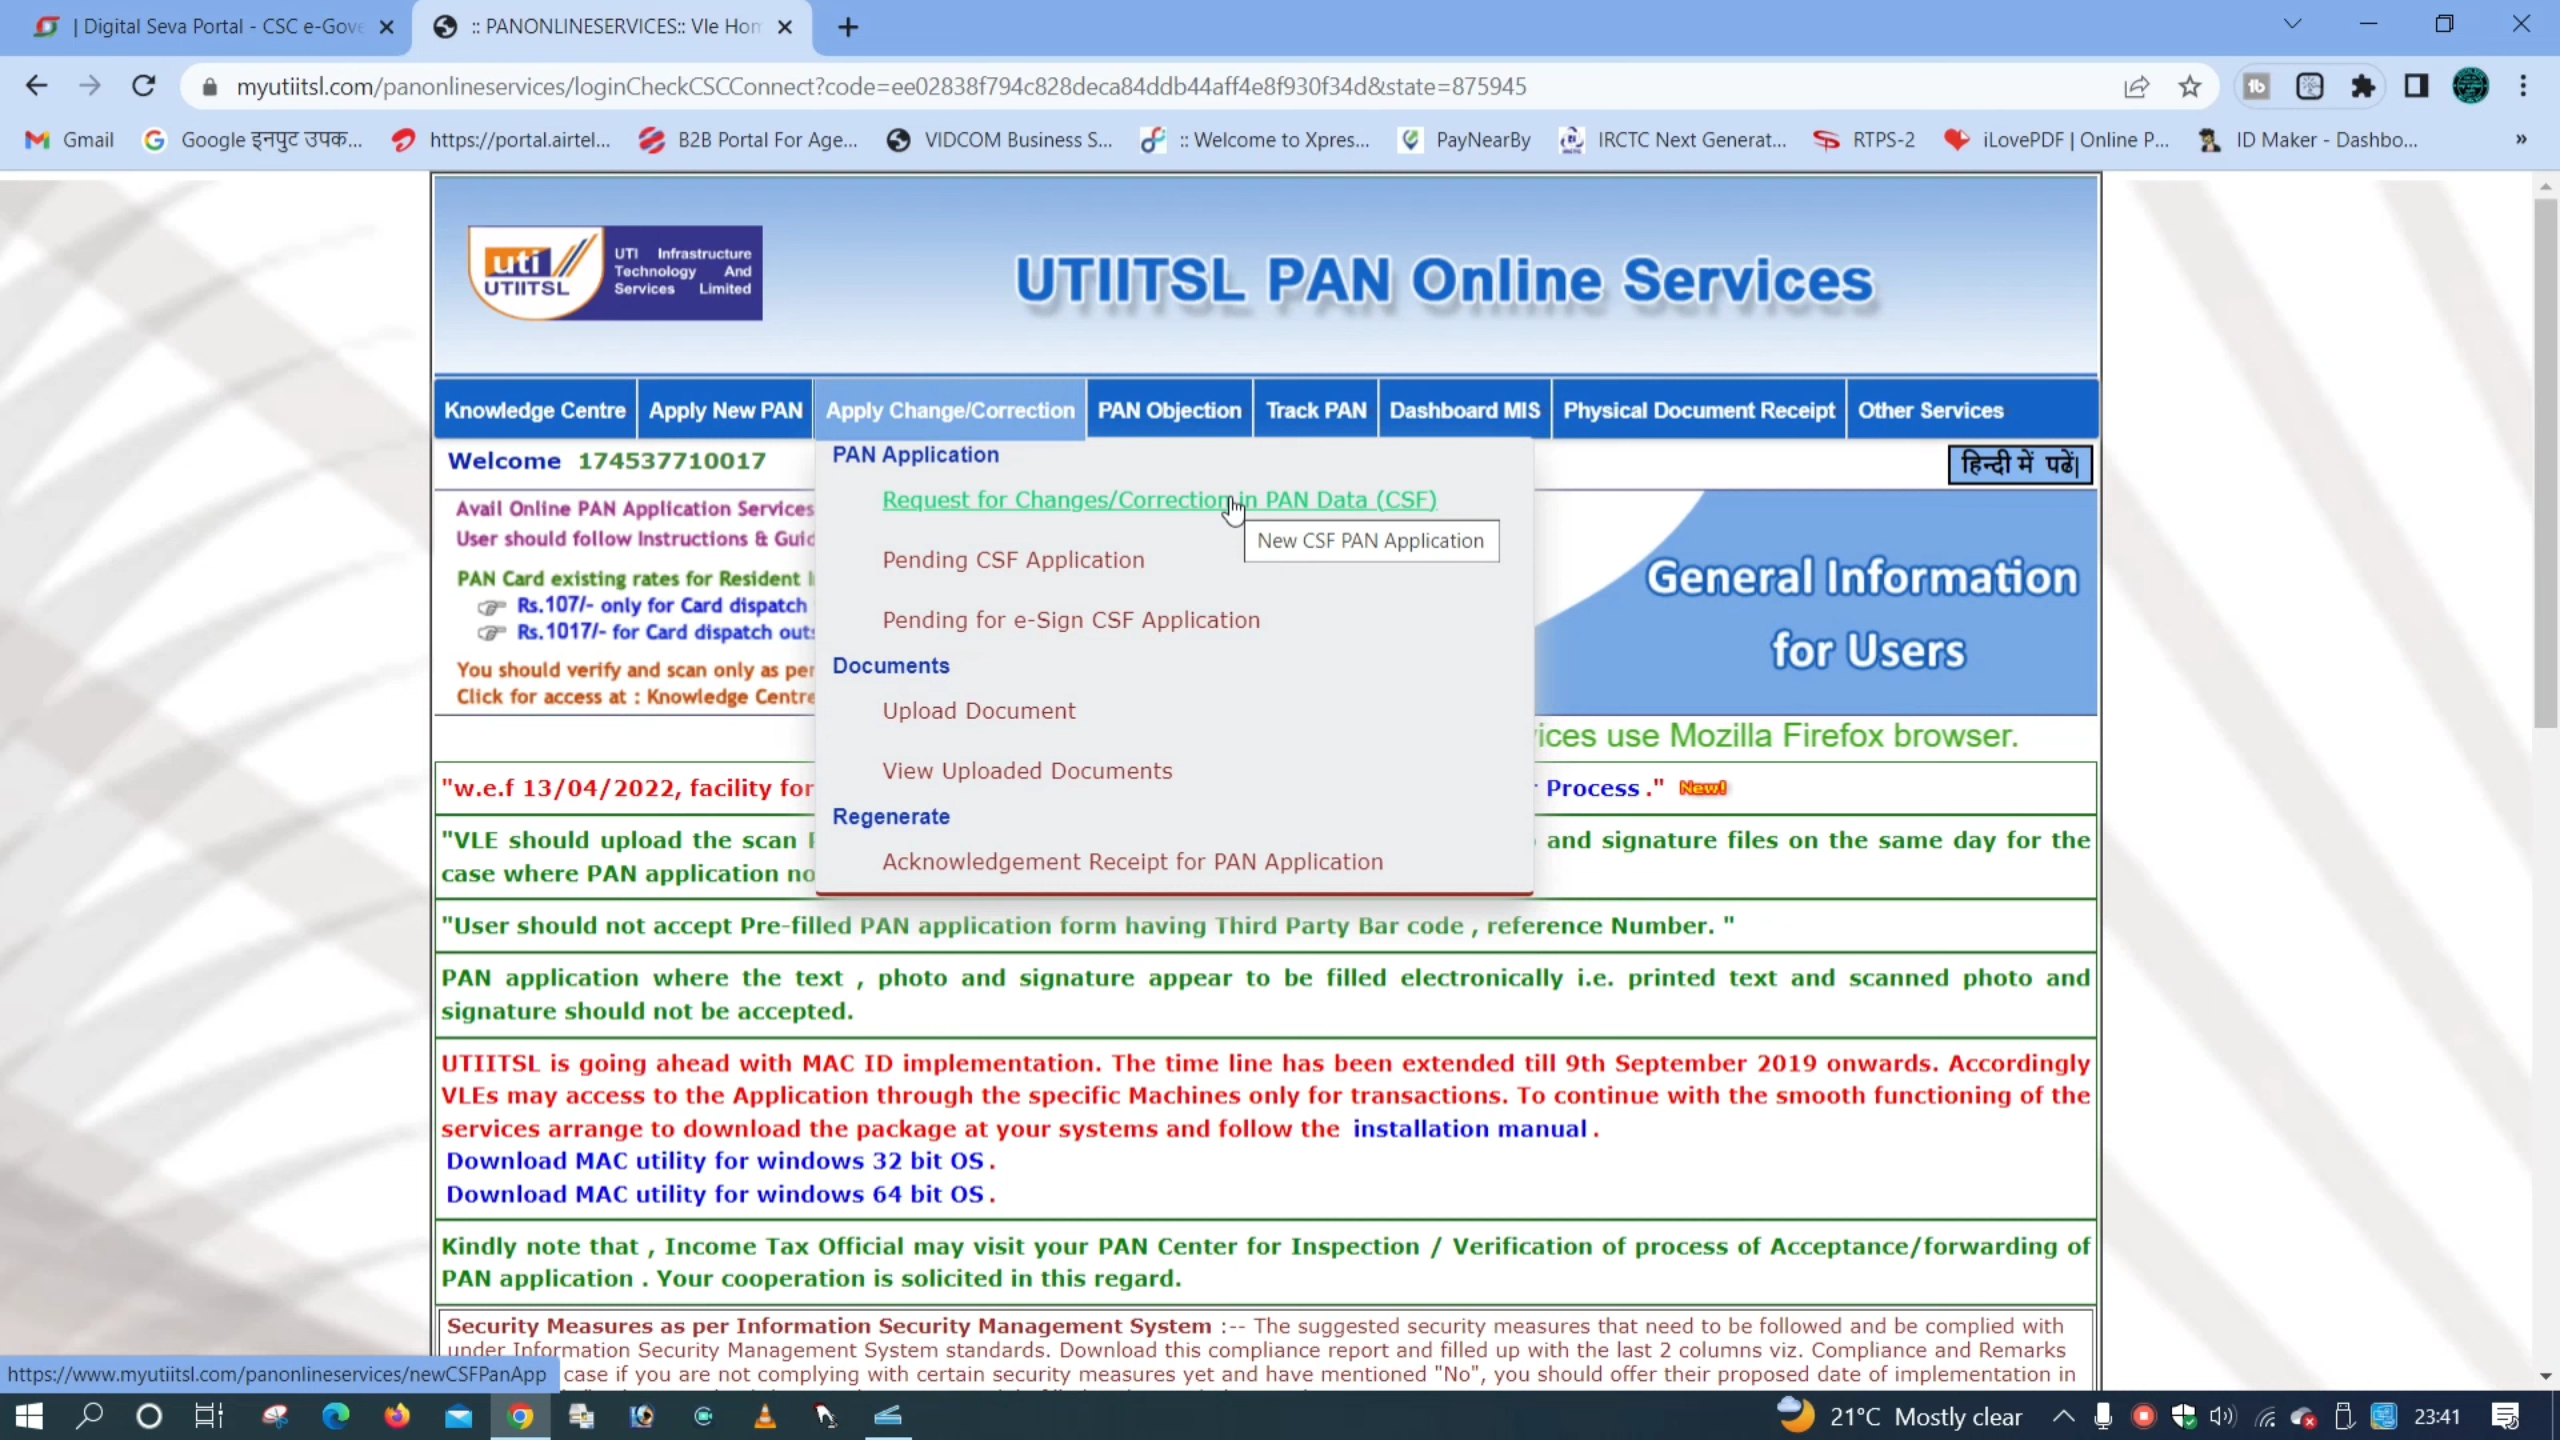 | Digital Seva Portal - CSC e-Gove
:: PANONLINESERVICES:: Vle Hom
myutiitsl.com/panonlineservices/loginCheckCSCConnect?code=ee02838f794c828deca84ddb44aff4e8f930f34d&state=875945
Gmail
Google इनपुट उपक...
https://portal.airtel...
B2B Portal For Age...
VIDCOM Business S...
:: Welcome to Xpres...
PayNearBy
IRCTC Next Generat...
RTPS-2
iLovePDF | Online P...
ID Maker - Dashbo...
»
uti
UTIITSL
UTI Infrastructure
Technology And
Services Limited
UTIITSL PAN Online Services
Knowledge Centre
Apply New PAN
Apply Change/Correction
PAN Objection
Track PAN
Dashboard MIS
Physical Document Receipt
Other Services
Welcome 174537710017
हिन्दी में पढें|
PAN Application
Request for Changes/Correction in PAN Data (CSF)
New CSF PAN Application
Pending CSF Application
Pending for e-Sign CSF Application
Documents
Upload Document
View Uploaded Documents
Regenerate
Acknowledgement Receipt for PAN Application
Avail Online PAN Application Services
User should follow Instructions & Guid
PAN Card existing rates for Resident I
Rs.107/- only for Card dispatch
Rs.1017/- for Card dispatch outs
You should verify and scan only as per
Click for access at : Knowledge Centre
General Information
for Users
ices use Mozilla Firefox browser.
"w.e.f 13/04/2022, facility for Process ." New!
"VLE should upload the scan and signature files on the same day for the
case where PAN application no
"User should not accept Pre-filled PAN application form having Third Party Bar code , reference Number. "
PAN application where the text , photo and signature appear to be filled electronically i.e. printed text and scanned photo and
signature should not be accepted.
UTIITSL is going ahead with MAC ID implementation. The time line has been extended till 9th September 2019 onwards. Accordingly
VLEs may access to the Application through the specific Machines only for transactions. To continue with the smooth functioning of the
services arrange to download the package at your systems and follow the installation manual.
Download MAC utility for windows 32 bit OS.
Download MAC utility for windows 64 bit OS.
Kindly note that , Income Tax Official may visit your PAN Center for Inspection / Verification of process of Acceptance/forwarding of
PAN application . Your cooperation is solicited in this regard.
Security Measures as per Information Security Management System :-- The suggested security measures that need to be followed and be complied with
under Information Security Management System standards. Download this compliance report and filled up with the last 2 columns viz. Compliance and Remarks
case if you are not complying with certain security measures yet and have mentioned "No", you should offer their proposed date of implementation in
https://www.myutiitsl.com/panonlineservices/newCSFPanApp
21°C Mostly clear
23:41